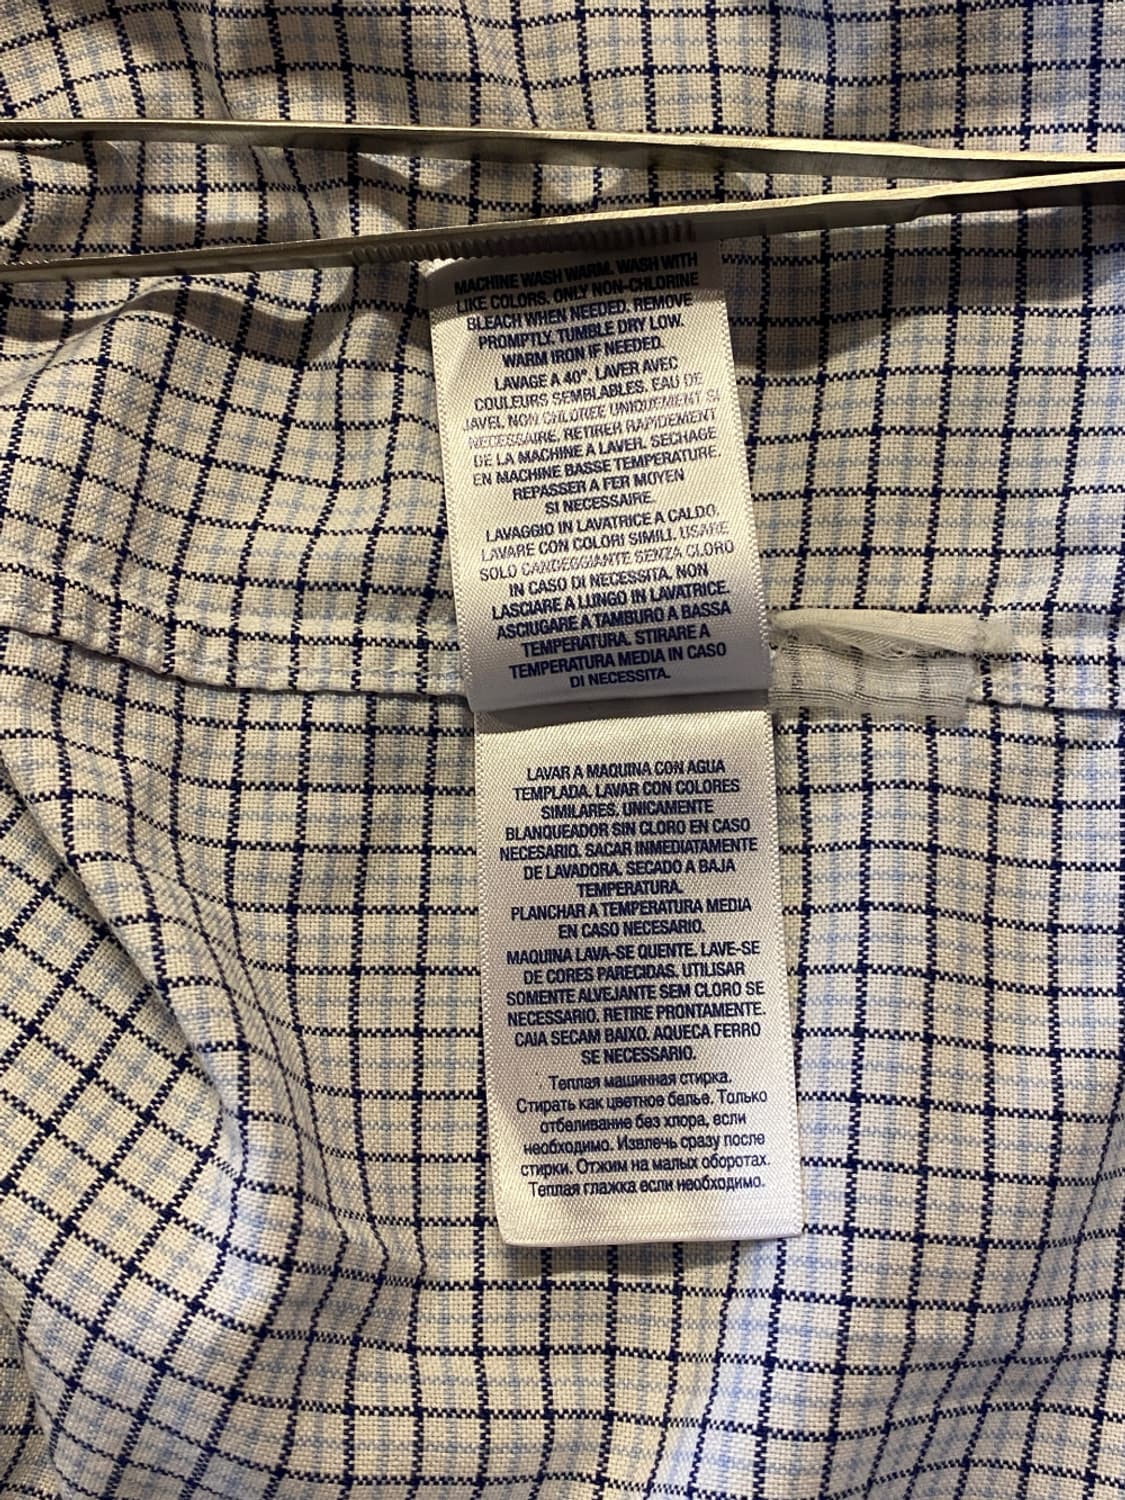 MACHINE WASH WARM. WASH WITH
LIKE COLORS. ONLY NON-CHLORINE
BLEACH WHEN NEEDED. REMOVE
PROMPTLY. TUMBLE DRY LOW.
WARM IRON IF NEEDED.
LAVAGE A 40°. LAVER AVEC
COULEURS SEMBLABLES. EAU DE
JAVEL NON CHLOREE UNIQUEMENT SI
NECESSAIRE. RETIRER RAPIDEMENT
DE LA MACHINE A LAVER. SECHAGE
EN MACHINE BASSE TEMPERATURE.
REPASSER A FER MOYEN
SI NECESSAIRE.
LAVAGGIO IN LAVATRICE A CALDO.
LAVARE CON COLORI SIMILI. USARE
SOLO CANDEGGIANTE SENZA CLORO
IN CASO DI NECESSITA. NON
LASCIARE A LUNGO IN LAVATRICE.
ASCIUGARE A TAMBURO A BASSA
TEMPERATURA. STIRARE A
TEMPERATURA MEDIA IN CASO
DI NECESSITA.
LAVAR A MAQUINA CON AGUA
TEMPLADA. LAVAR CON COLORES
SIMILARES. UNICAMENTE
BLANQUEADOR SIN CLORO EN CASO
NECESARIO. SACAR INMEDIATAMENTE
DE LAVADORA. SECADO A BAJA
TEMPERATURA.
PLANCHAR A TEMPERATURA MEDIA
EN CASO NECESARIO.
MAQUINA LAVA-SE QUENTE. LAVE-SE
DE CORES PARECIDAS. UTILISAR
SOMENTE ALVEJANTE SEM CLORO SE
NECESSARIO. RETIRE PRONTAMENTE.
CAIA SECAM BAIXO. AQUECA FERRO
SE NECESSARIO.
Теплая машинная стирка.
Стирать как цветное белье. Только
отбеливание без хлора, если
необходимо. Извлечь сразу после
стирки. Отжим на малых оборотах.
Теплая глажка если необходимо.